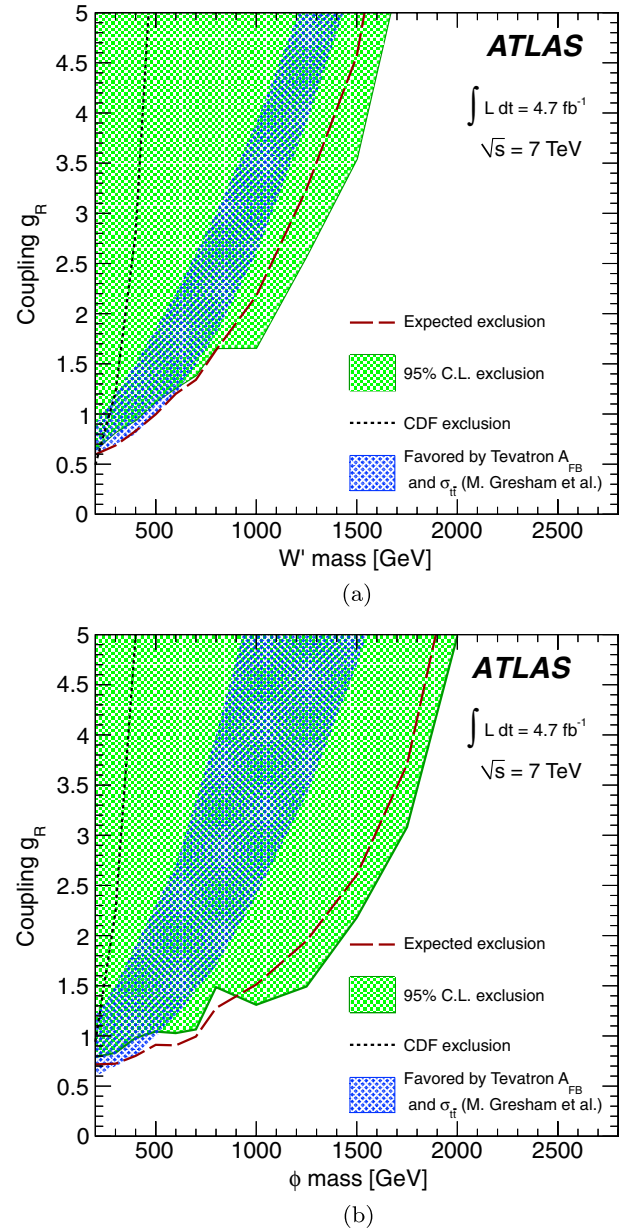 5
4.5
4
3.5
3
2.5
2
1.5
1
0.5
0
Coupling g_R
ATLAS
∫ L dt = 4.7 fb⁻¹
√s = 7 TeV
Expected exclusion
95% C.L. exclusion
CDF exclusion
Favored by Tevatron A_FB
and σ_tt̄ (M. Gresham et al.)
500 1000 1500 2000 2500
W' mass [GeV]
(a)
5
4.5
4
3.5
3
2.5
2
1.5
1
0.5
0
Coupling g_R
ATLAS
∫ L dt = 4.7 fb⁻¹
√s = 7 TeV
Expected exclusion
95% C.L. exclusion
CDF exclusion
Favored by Tevatron A_FB
and σ_tt̄ (M. Gresham et al.)
500 1000 1500 2000 2500
ϕ mass [GeV]
(b)